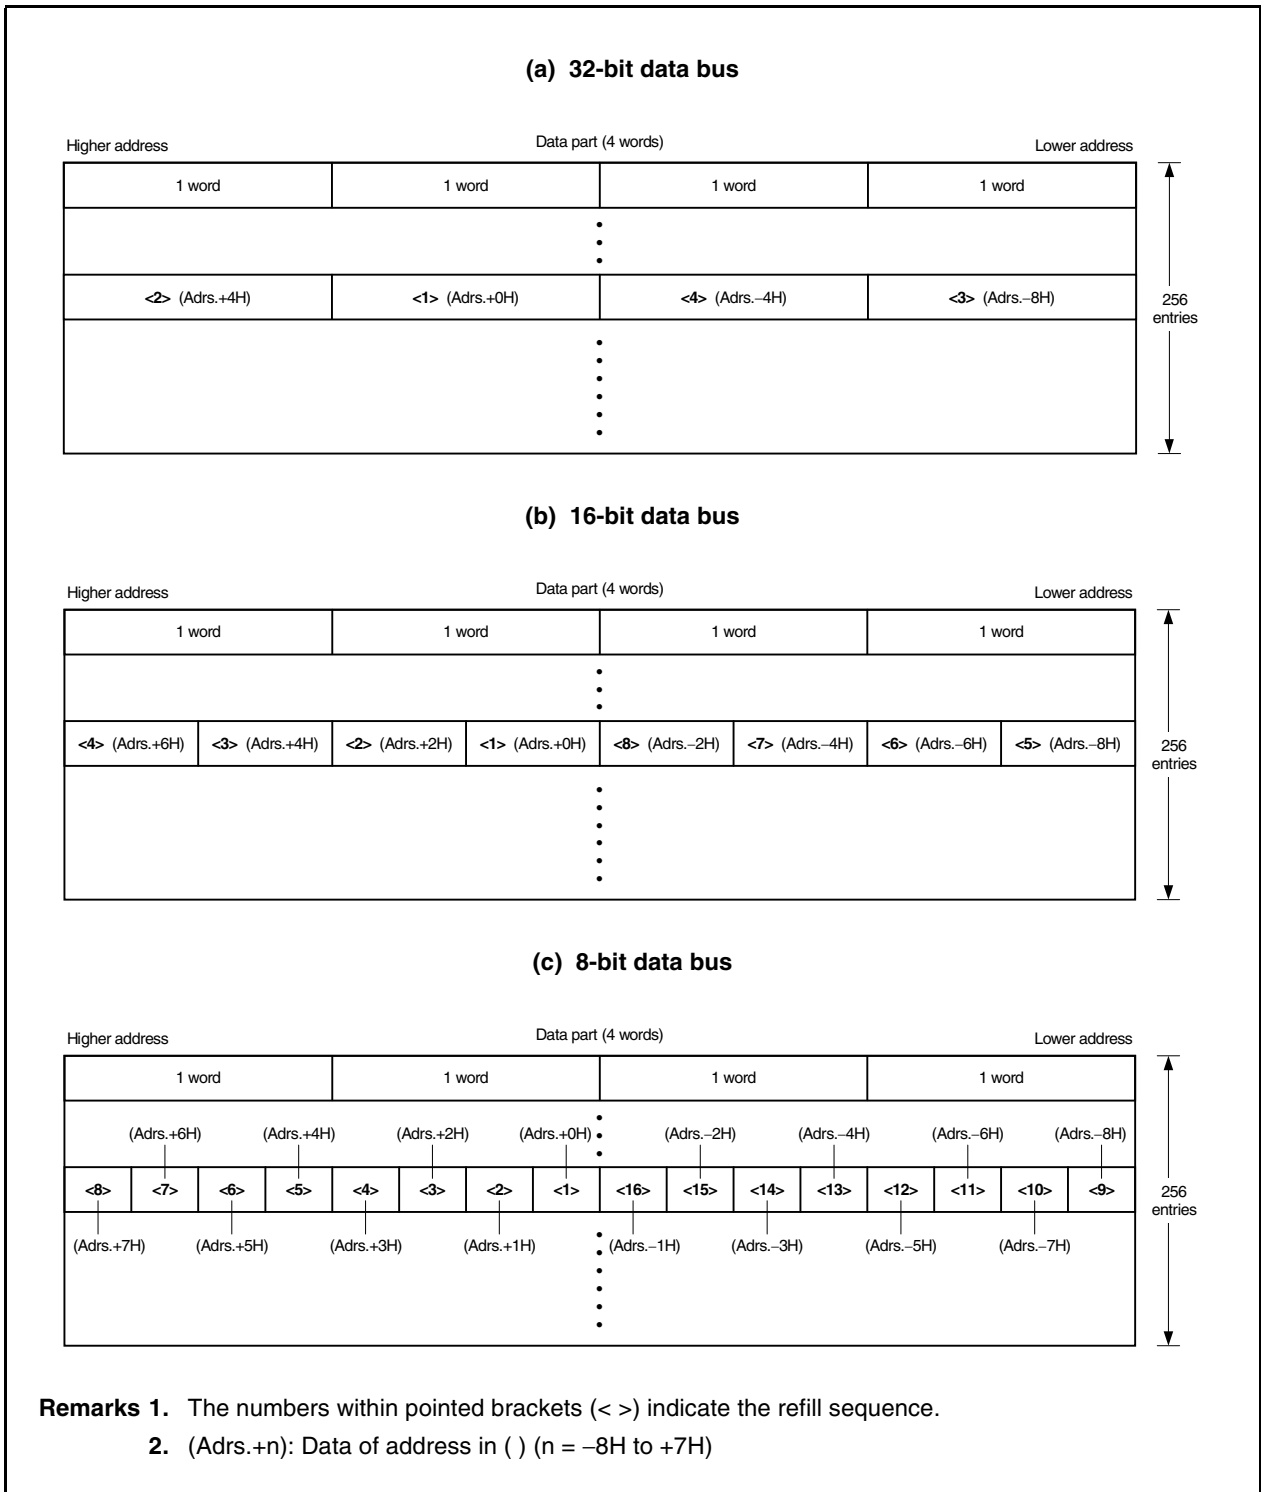 (a) 32-bit data bus
Higher address Data part (4 words) Lower address
1 word 1 word 1 word 1 word
<2> (Adrs.+4H) <1> (Adrs.+0H) <4> (Adrs.−4H) <3> (Adrs.−8H)
256
entries
(b) 16-bit data bus
Higher address Data part (4 words) Lower address
1 word 1 word 1 word 1 word
<4> (Adrs.+6H) <3> (Adrs.+4H) <2> (Adrs.+2H) <1> (Adrs.+0H) <8> (Adrs.−2H) <7> (Adrs.−4H) <6> (Adrs.−6H) <5> (Adrs.−8H)
256
entries
(c) 8-bit data bus
Higher address Data part (4 words) Lower address
1 word 1 word 1 word 1 word
(Adrs.+6H) (Adrs.+4H) (Adrs.+2H) (Adrs.+0H) (Adrs.−2H) (Adrs.−4H) (Adrs.−6H) (Adrs.−8H)
<8> <7> <6> <5> <4> <3> <2> <1> <16> <15> <14> <13> <12> <11> <10> <9>
256
entries
(Adrs.+7H) (Adrs.+5H) (Adrs.+3H) (Adrs.+1H) (Adrs.−1H) (Adrs.−3H) (Adrs.−5H) (Adrs.−7H)
Remarks 1. The numbers within pointed brackets (< >) indicate the refill sequence.
2. (Adrs.+n): Data of address in ( ) (n = −8H to +7H)